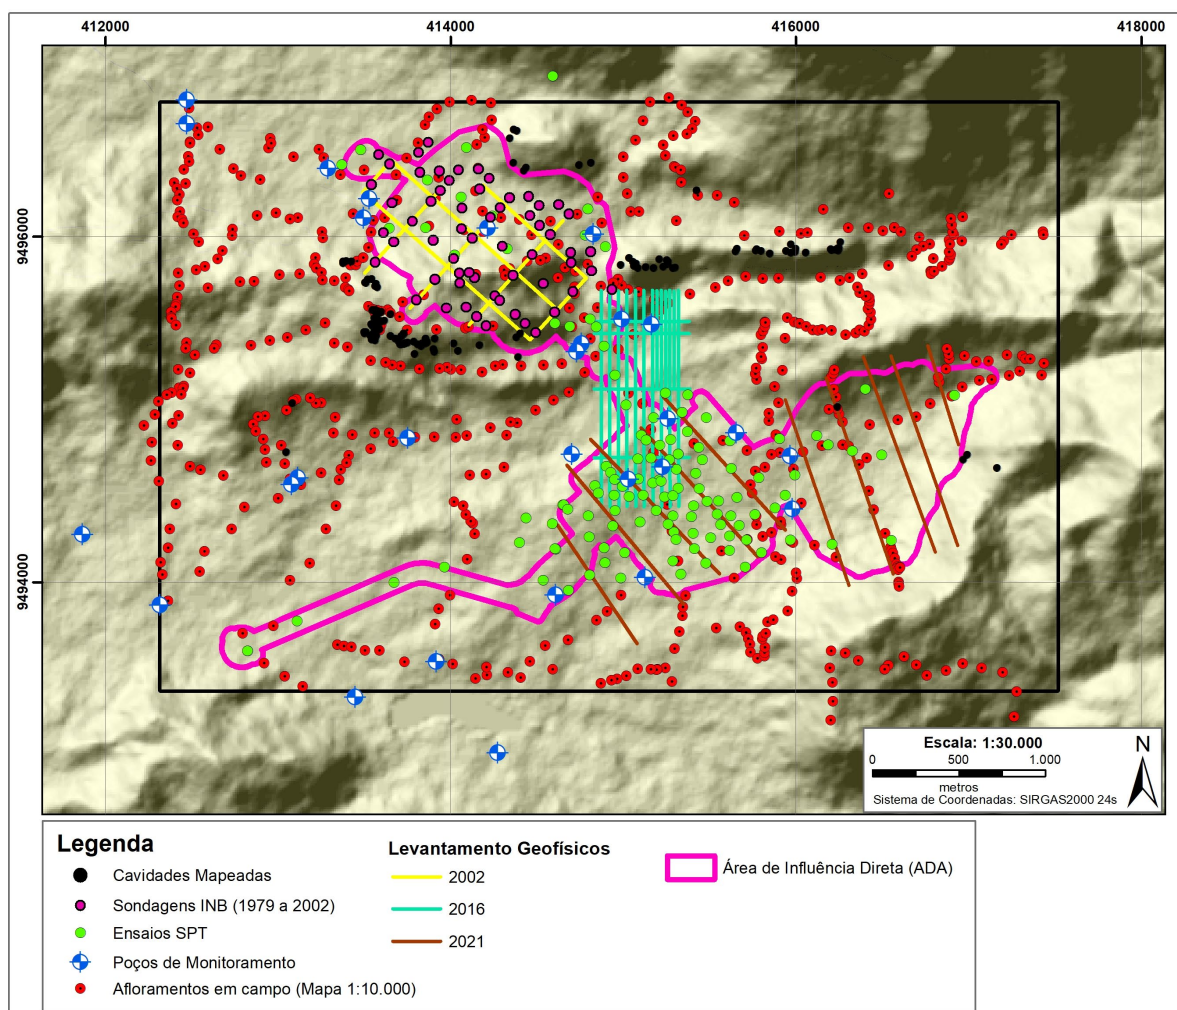 412000 414000 416000 418000
9496000
9494000
Escala: 1:30.000
N
0 500 1.000
metros
Sistema de Coordenadas: SIRGAS2000 24s
Legenda
Cavidades Mapeadas
Sondagens INB (1979 a 2002)
Ensaios SPT
Poços de Monitoramento
Afloramentos em campo (Mapa 1:10.000)
Levantamento Geofísicos
2002
2016
2021
Área de Influência Direta (ADA)